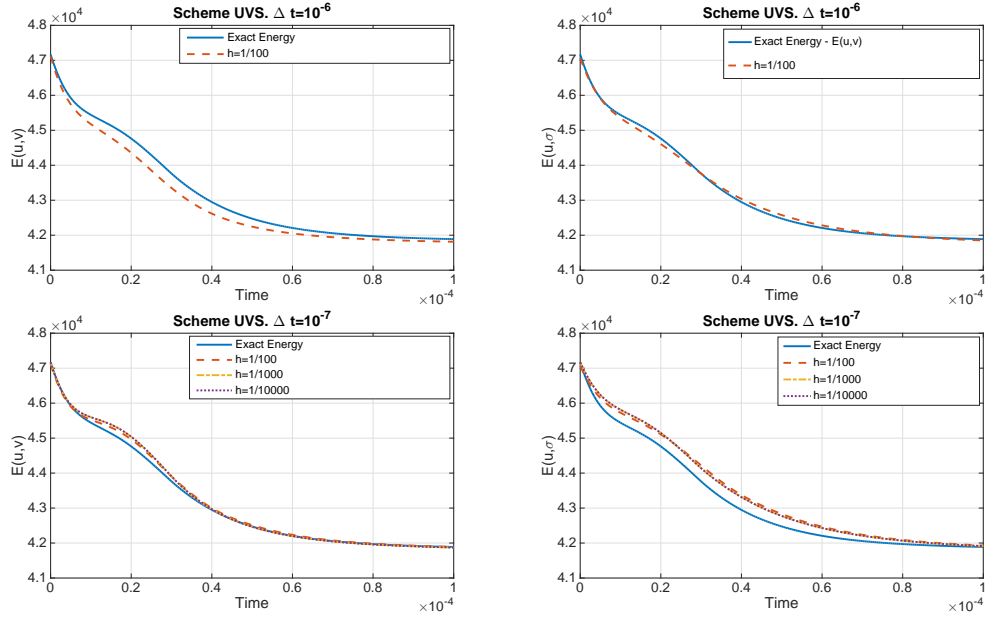 Scheme UVS. Δ t=10^-6
×10^4
4.8
4.7
4.6
4.5
4.4
4.3
4.2
4.1
E(u,v)
Exact Energy
h=1/100
0
0.2
0.4
0.6
0.8
1
Time
×10^-4
Scheme UVS. Δ t=10^-6
×10^4
4.8
4.7
4.6
4.5
4.4
4.3
4.2
4.1
E(u,σ)
Exact Energy - E(u,v)
h=1/100
0
0.2
0.4
0.6
0.8
1
Time
×10^-4
Scheme UVS. Δ t=10^-7
×10^4
4.8
4.7
4.6
4.5
4.4
4.3
4.2
4.1
E(u,v)
Exact Energy
h=1/100
h=1/1000
h=1/10000
0
0.2
0.4
0.6
0.8
1
Time
×10^-4
Scheme UVS. Δ t=10^-7
×10^4
4.8
4.7
4.6
4.5
4.4
4.3
4.2
4.1
E(u,σ)
Exact Energy
h=1/100
h=1/1000
h=1/10000
0
0.2
0.4
0.6
0.8
1
Time
×10^-4